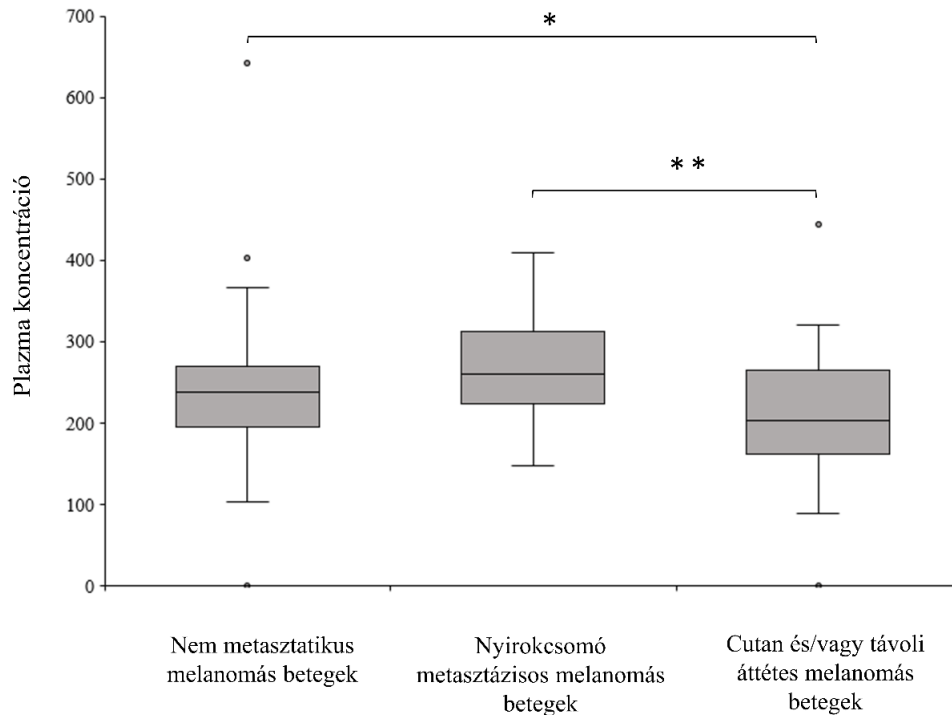 700
600
500
400
300
200
100
0
Plazma koncentráció
*
* *
Nem metasztatikus
melanomás betegek
Nyirokcsomó
metasztázisos melanomás
betegek
Cutan és/vagy távoli
áttétes melanomás
betegek